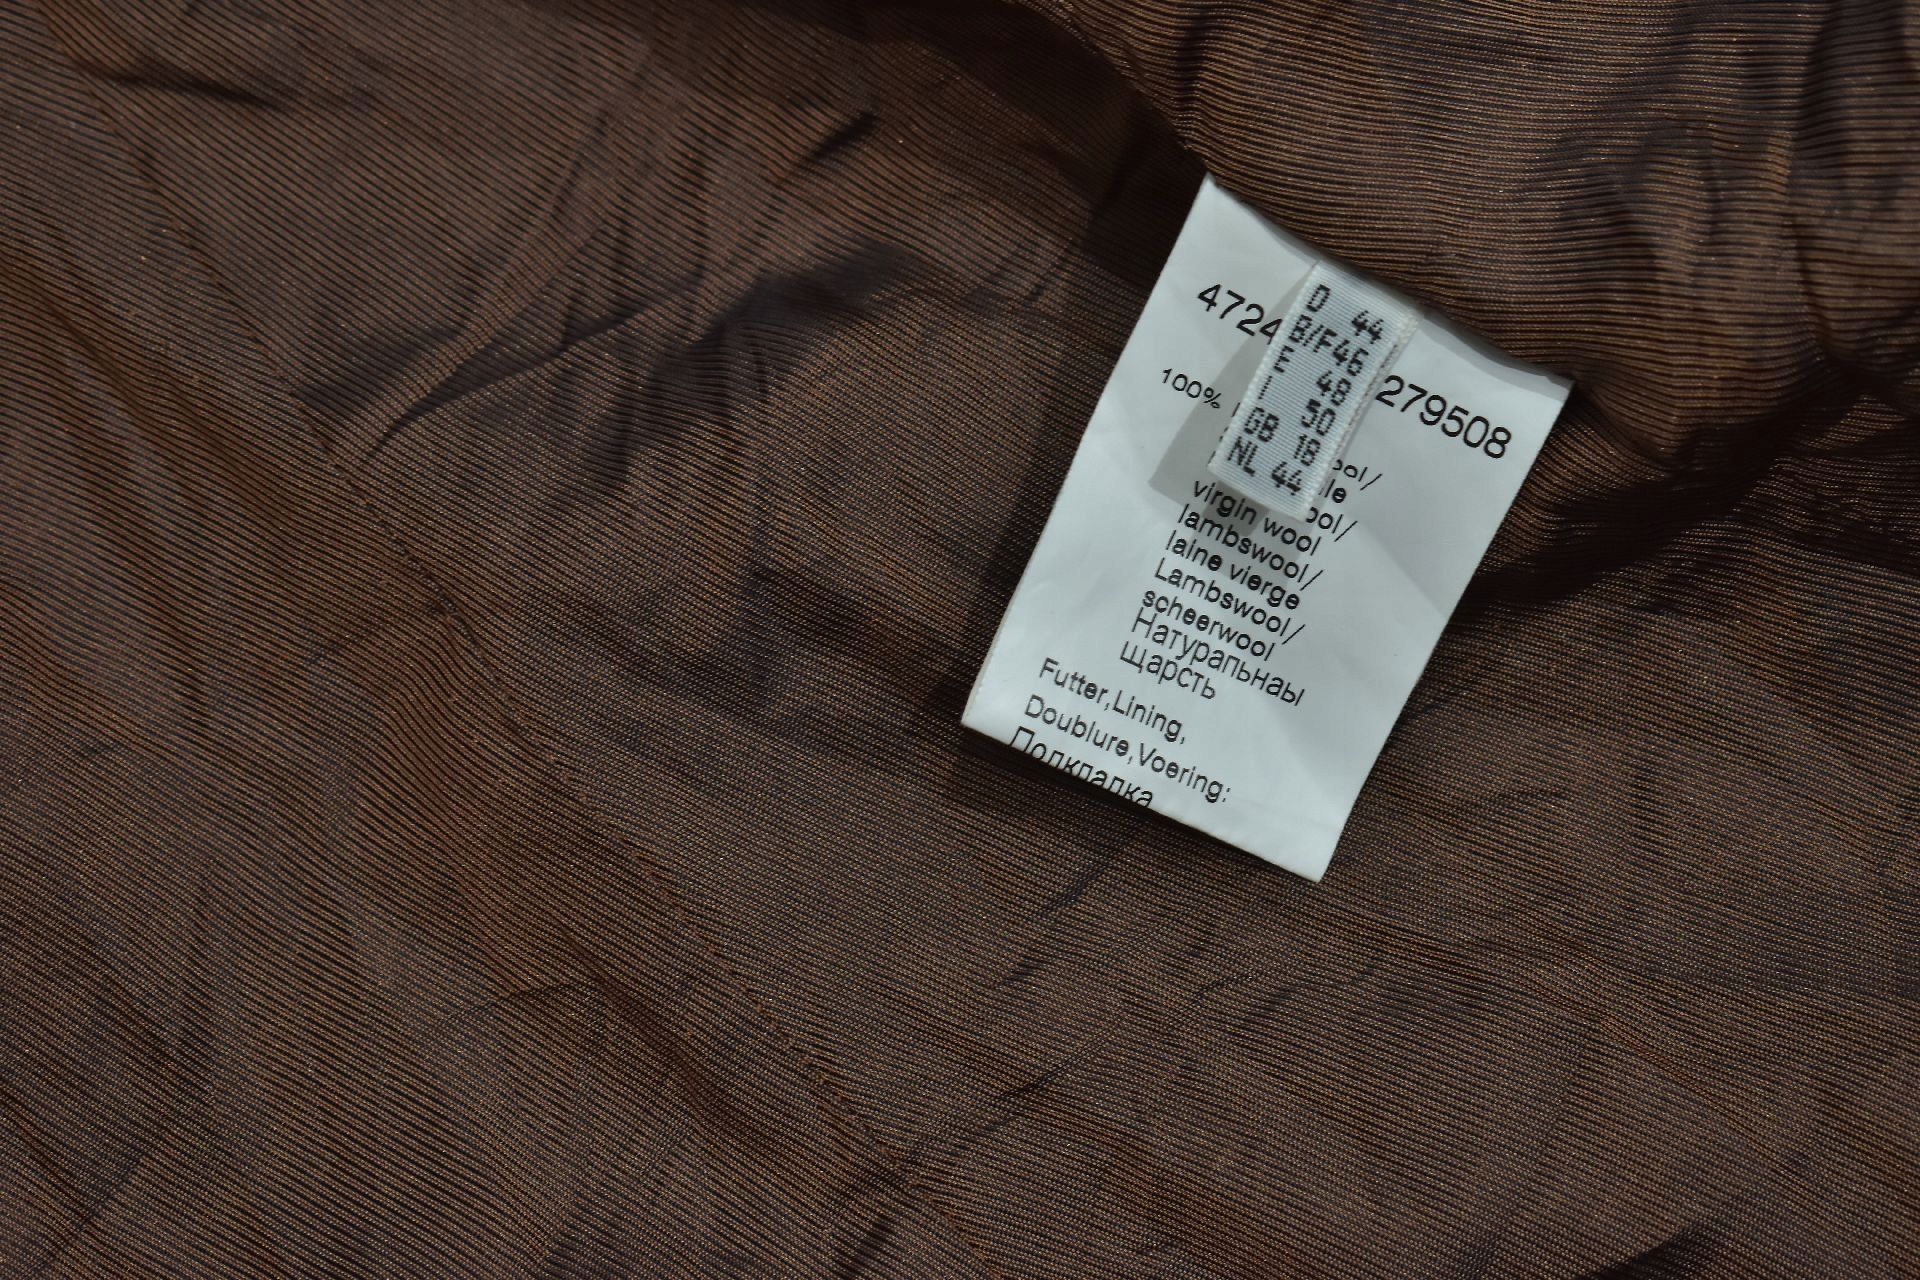 D 44
B/F46
E 48
I 50
GB 18
NL 44
4724
279508
100%
virgin wool
lambswool/
laine vierge
Lambswool/
scheerwool
Натурапьнаы
щарсть
Futter,Lining,
Doublure,Voering:
Подкпадка